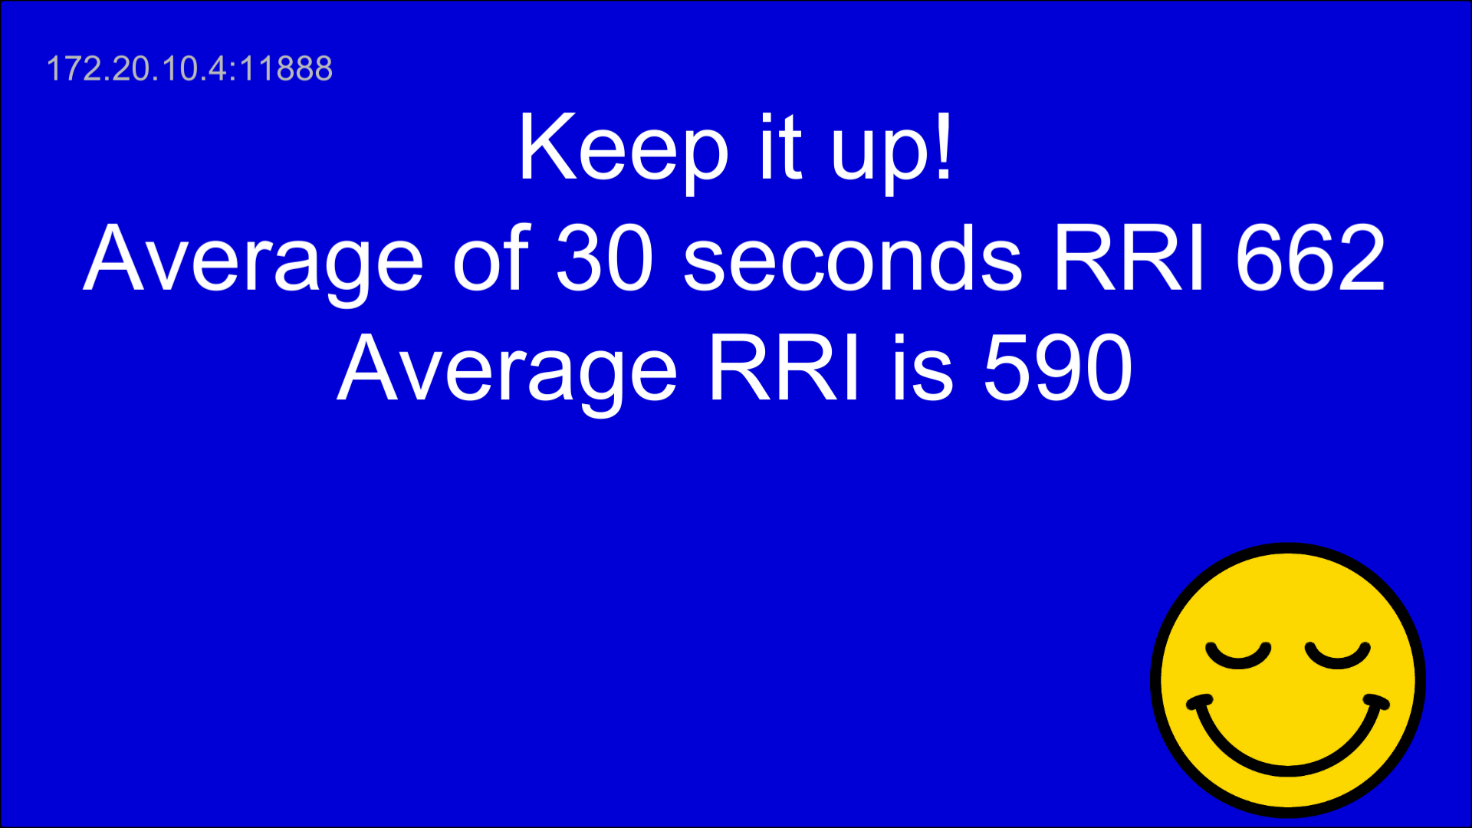 172.20.10.4:11888
Keep it up!
Average of 30 seconds RRI 662
Average RRI is 590